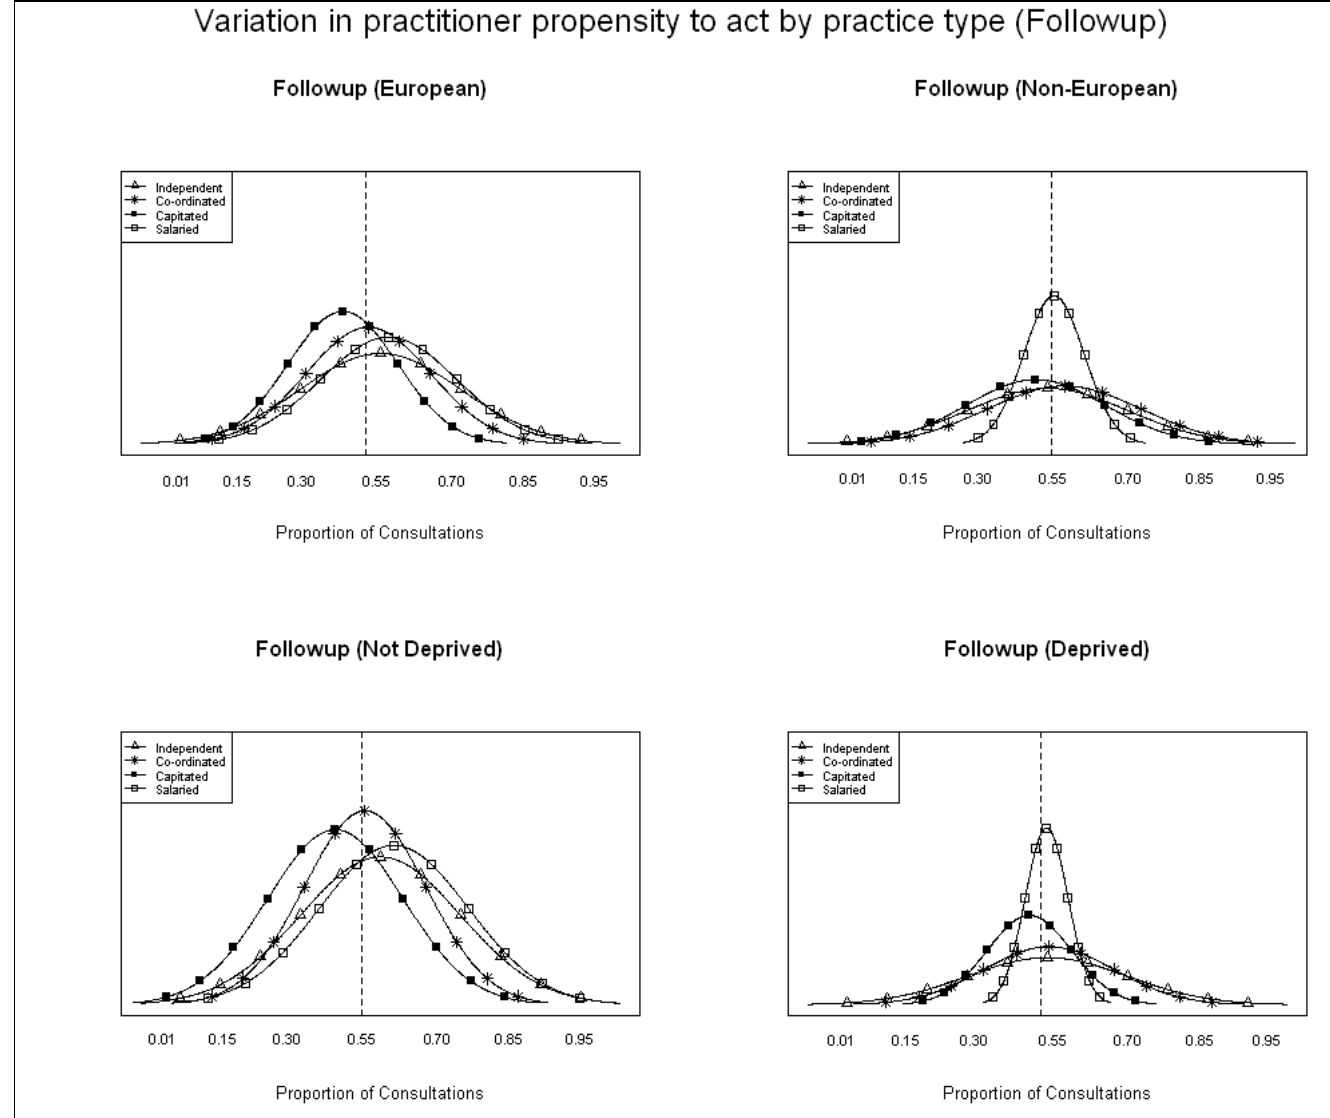 Variation in practitioner propensity to act by practice type (Followup)
Followup (European)
Independent
Co-ordinated
Capitated
Salaried
0.01 0.15 0.30 0.55 0.70 0.85 0.95
Proportion of Consultations
Followup (Non-European)
Independent
Co-ordinated
Capitated
Salaried
0.01 0.15 0.30 0.55 0.70 0.85 0.95
Proportion of Consultations
Followup (Not Deprived)
Independent
Co-ordinated
Capitated
Salaried
0.01 0.15 0.30 0.55 0.70 0.85 0.95
Proportion of Consultations
Followup (Deprived)
Independent
Co-ordinated
Capitated
Salaried
0.01 0.15 0.30 0.55 0.70 0.85 0.95
Proportion of Consultations